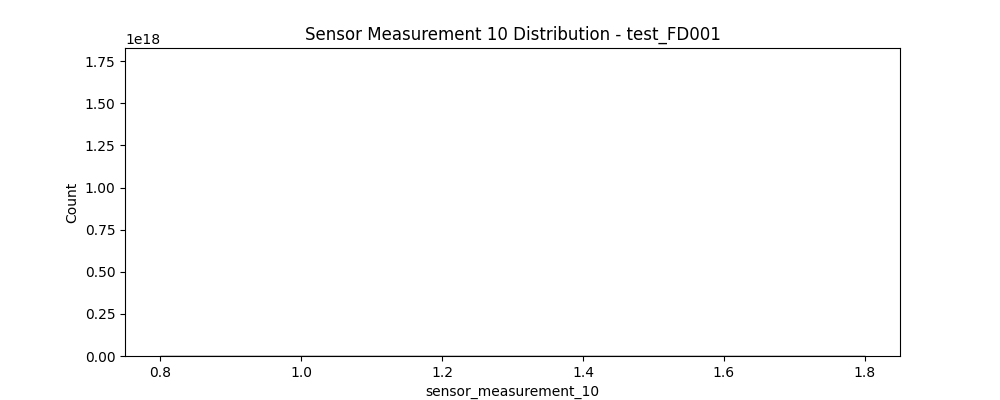 Sensor Measurement 10 Distribution - test_FD001
1e18
1.75
1.50
1.25
1.00
0.75
0.50
0.25
0.00
Count
0.8 1.0 1.2 1.4 1.6 1.8
sensor_measurement_10